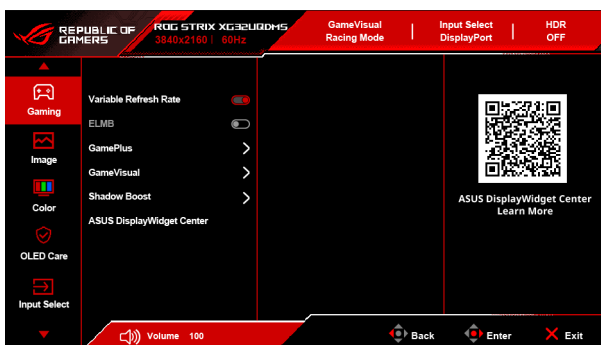 REPUBLIC OF
GAMERS
ROG STRIX XG32UQDMS
3840x2160 | 60Hz
GameVisual
Racing Mode
Input Select
DisplayPort
HDR
OFF
Gaming
Image
Color
OLED Care
Input Select
Variable Refresh Rate
ELMB
GamePlus
GameVisual
Shadow Boost
ASUS DisplayWidget Center
ASUS DisplayWidget Center
Learn More
Volume 100
Back
Enter
Exit